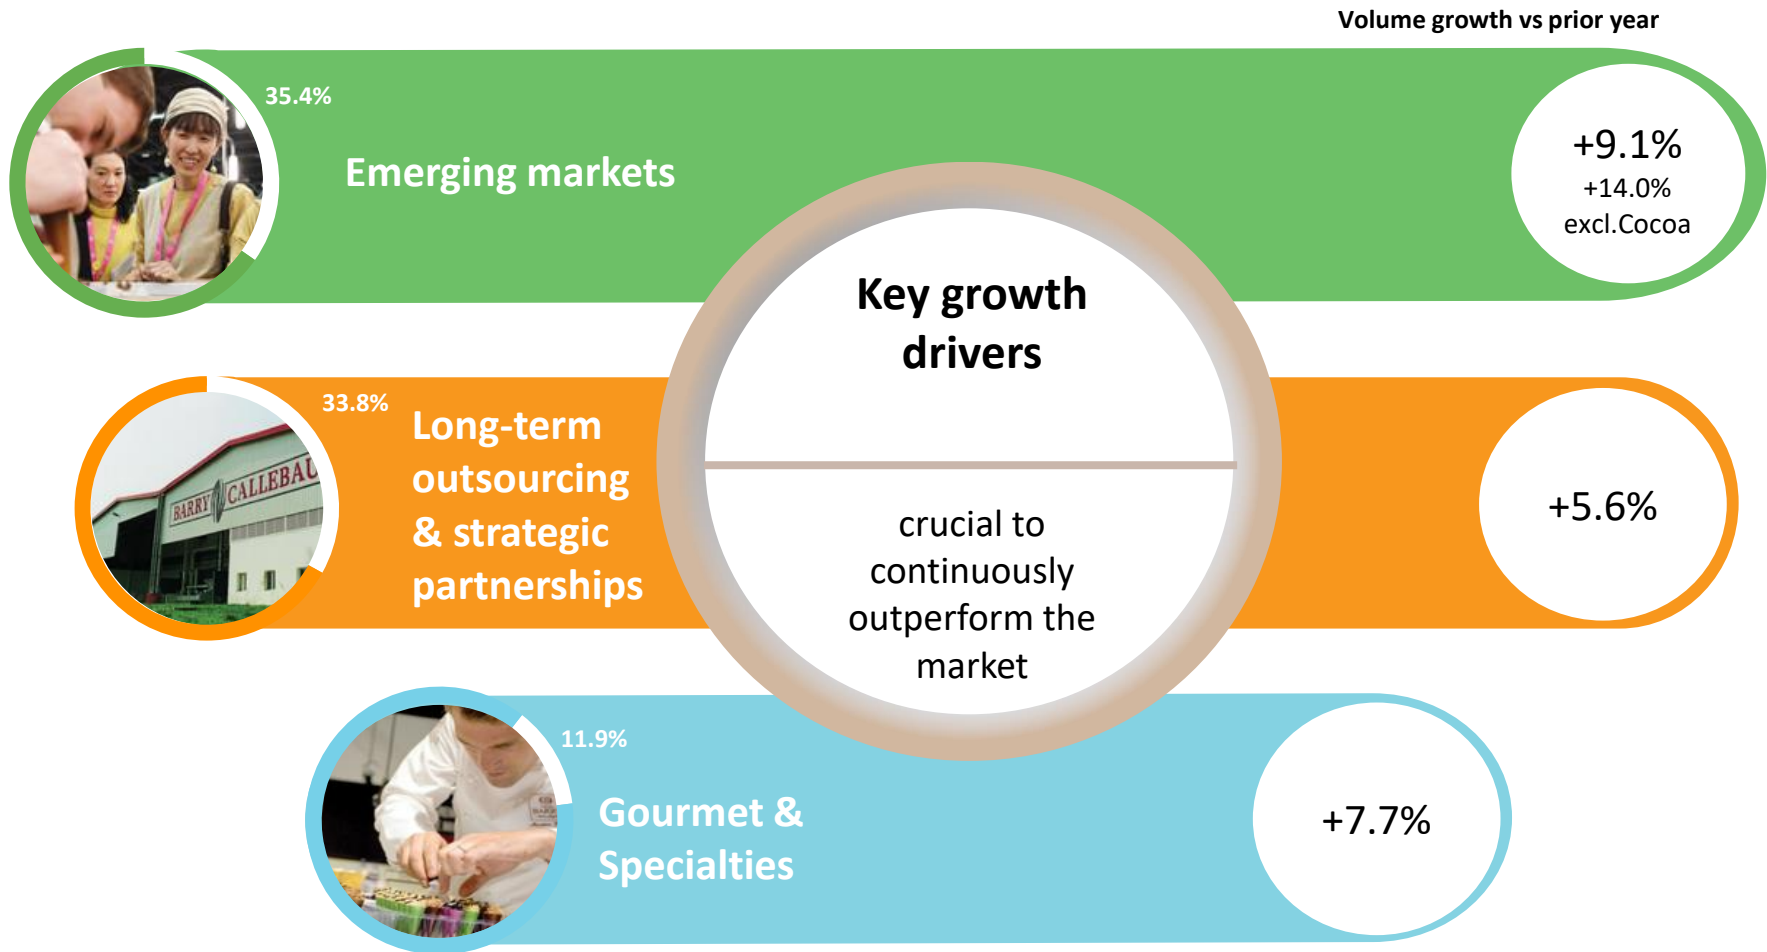 Volume growth vs prior year
35.4%
Emerging markets
+9.1%
+14.0%
excl.Cocoa
Key growth
drivers
crucial to
continuously
outperform the
market
33.8%
Long-term
outsourcing
& strategic
partnerships
BARRY CALLEBAU
+5.6%
11.9%
Gourmet &
Specialties
+7.7%